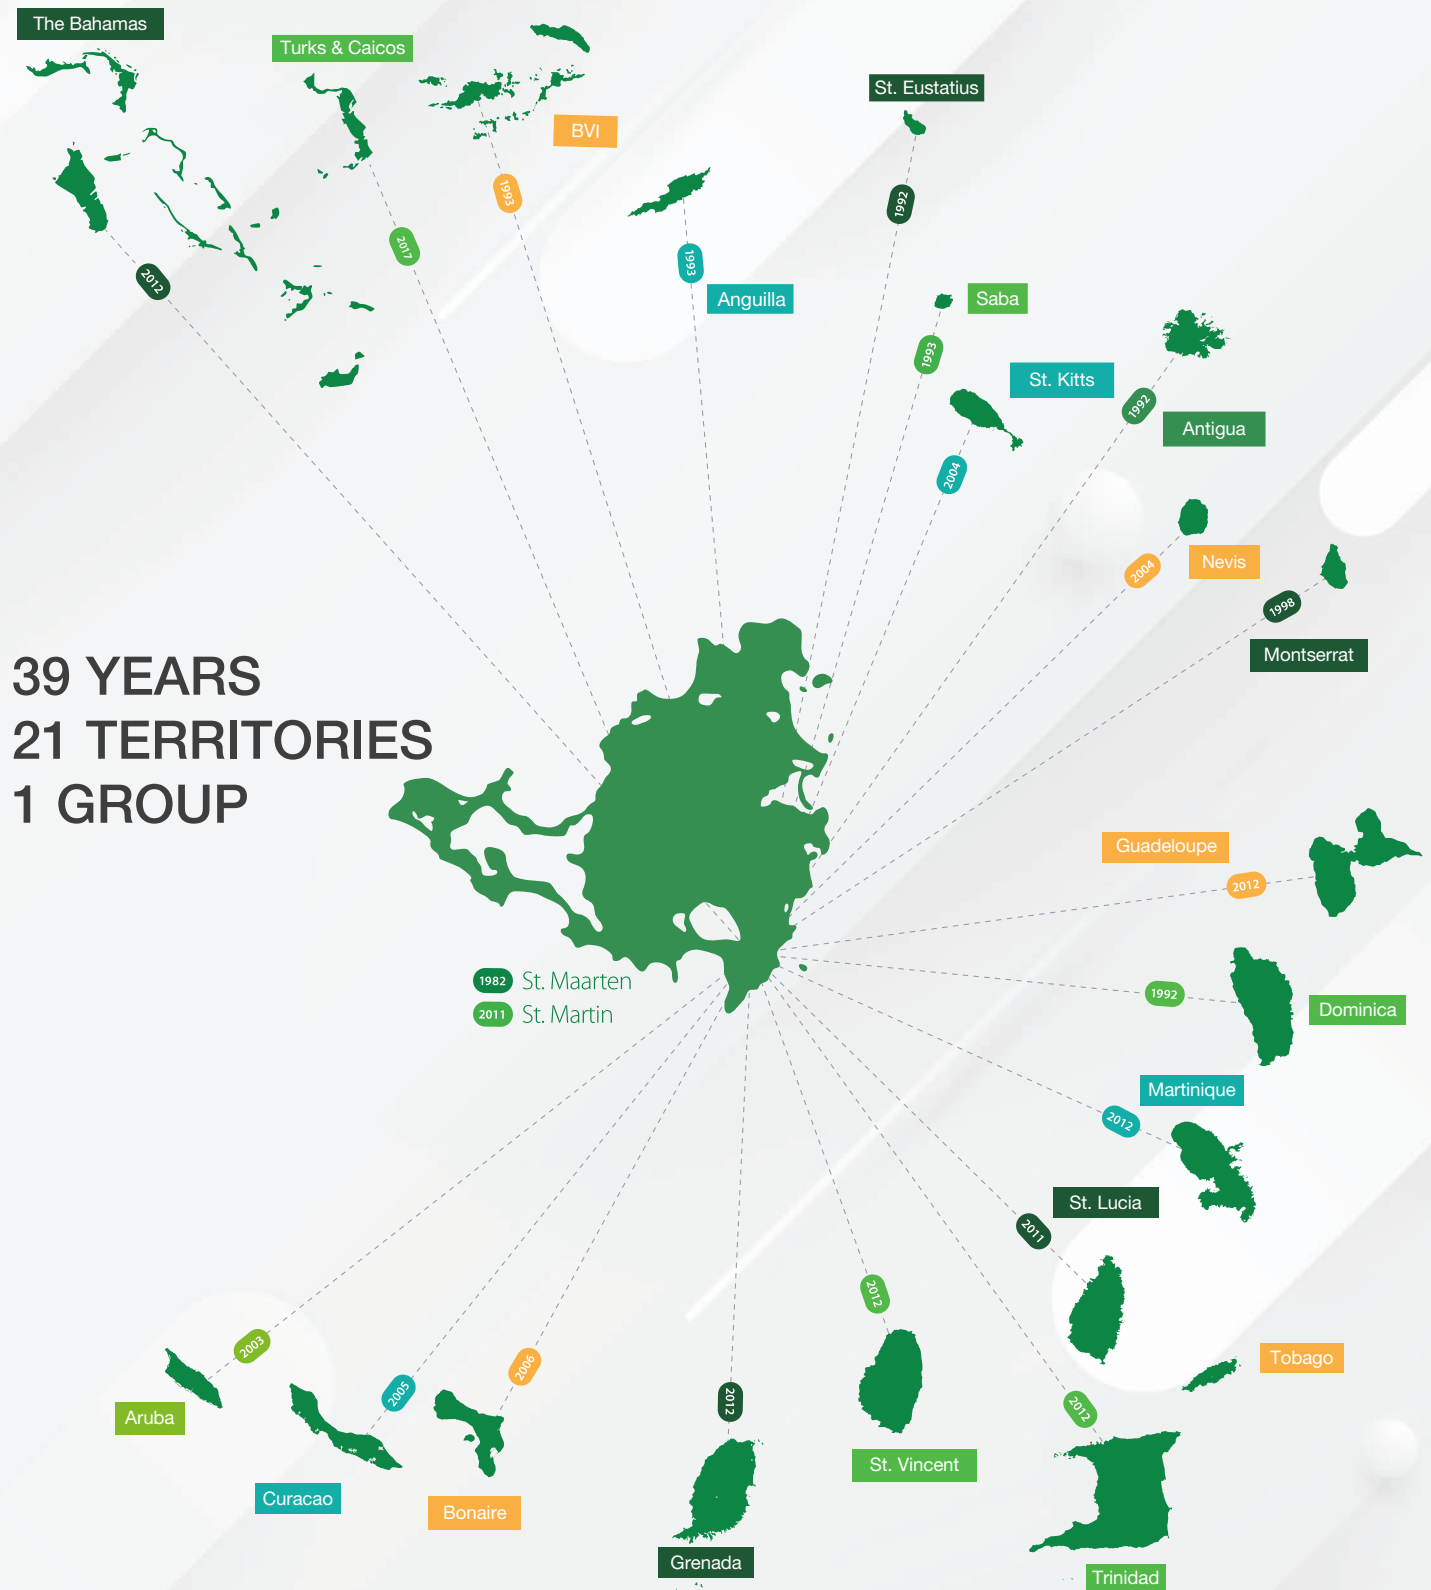 The Bahamas
Turks & Caicos
BVI
St. Eustatius
1992
1993
2017
1993
Anguilla
2012
Saba
1993
St. Kitts
1992
Antigua
2004
Nevis
2004
1998
Montserrat
39 YEARS
21 TERRITORIES
1 GROUP
Guadeloupe
2012
1982 St. Maarten
2011 St. Martin
1992
Dominica
Martinique
2012
St. Lucia
2011
2012
Tobago
2003
Aruba
2005
2006
2012
2012
St. Vincent
Curacao
Bonaire
Grenada
Trinidad